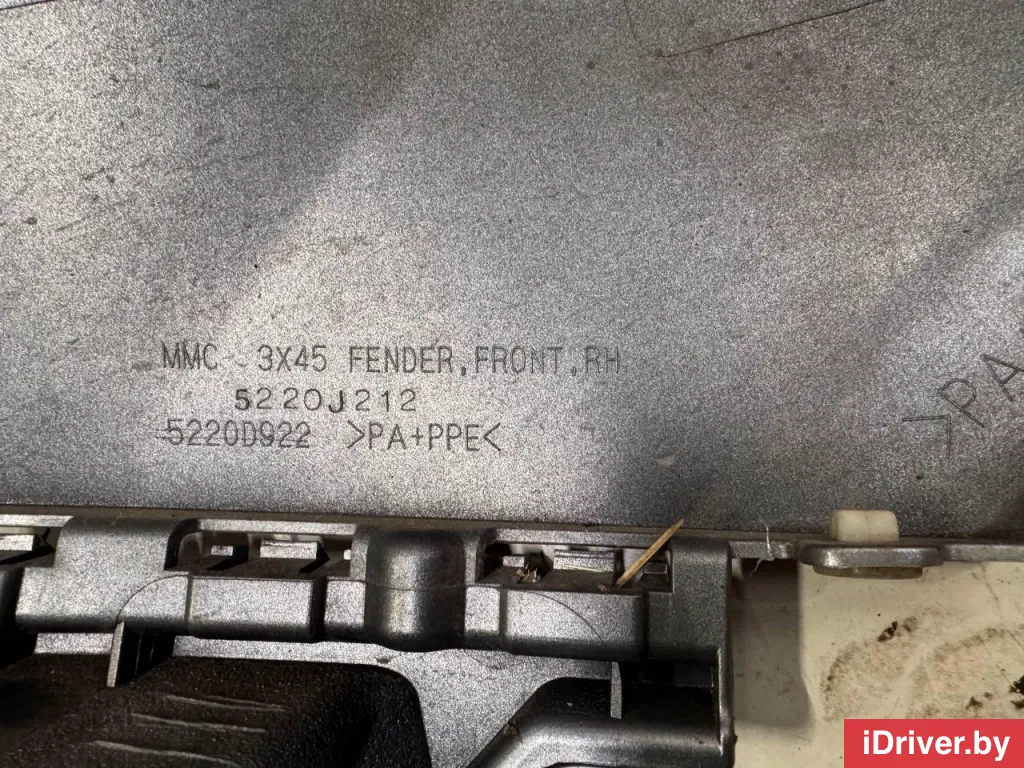 MMC - 3X45 FENDER, FRONT, RH
5220J212
5220D922 >PA+PPE<
>PA
iDriver.by